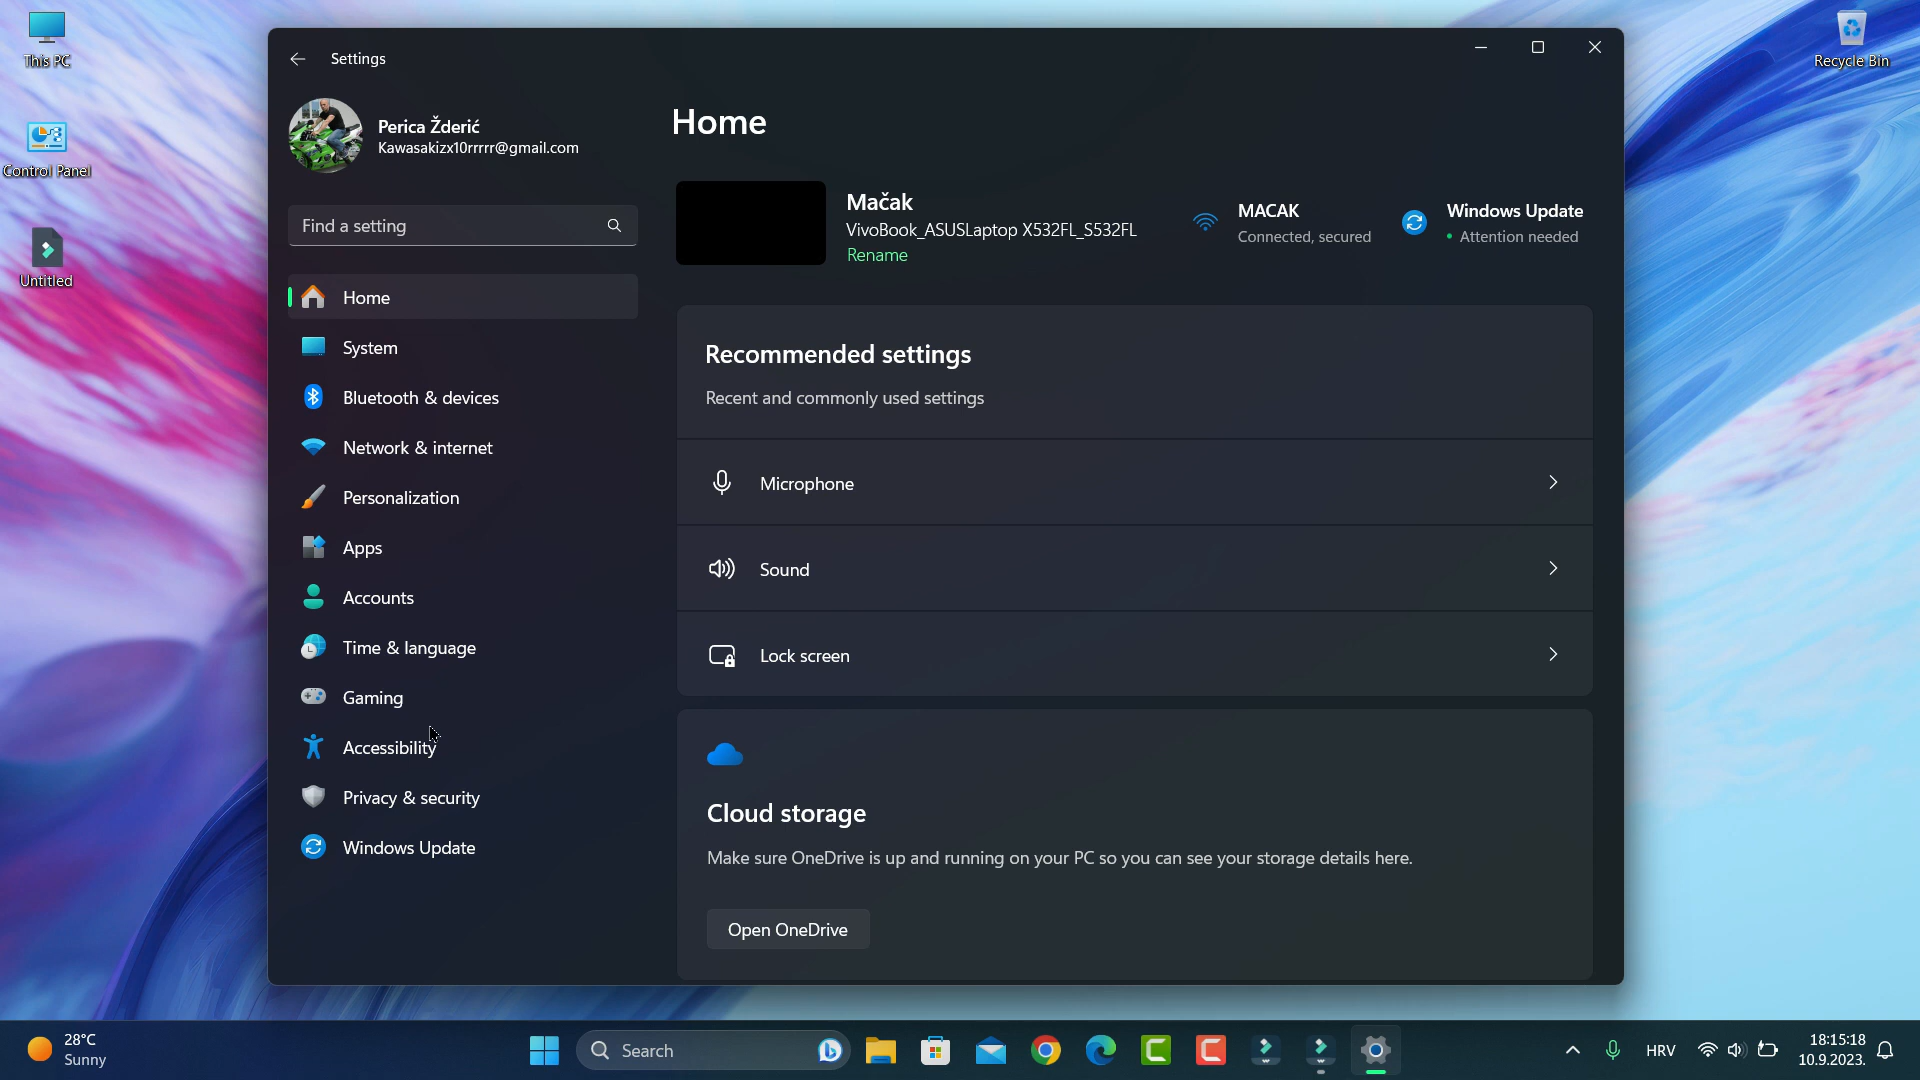 This PC
Control Panel
Untitled
Recycle Bin
Settings
Perica Žderić
Kawasakizx10rrrrr@gmail.com
Find a setting
Home
System
Bluetooth & devices
Network & internet
Personalization
Apps
Accounts
Time & language
Gaming
Accessibility
Privacy & security
Windows Update
Home
Mačak
VivoBook_ASUSLaptop X532FL_S532FL
Rename
MACAK
Connected, secured
Windows Update
Attention needed
Recommended settings
Recent and commonly used settings
Microphone
Sound
Lock screen
Cloud storage
Make sure OneDrive is up and running on your PC so you can see your storage details here.
Open OneDrive
28°C
Sunny
Search
HRV
18:15:18
10.9.2023.